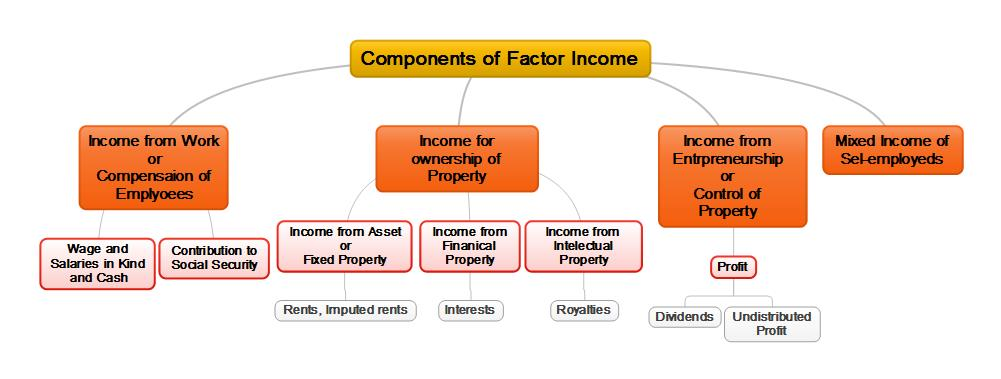 Components of Factor Income
Income from Work
or
Compensaion of
Emplyoees
Income for
ownership of
Property
Income from
Entrpreneurship
or
Control of
Property
Mixed Income of
Sel-employeds
Wage and
Salaries in Kind
and Cash
Contribution to
Social Security
Income from Asset
or
Fixed Property
Income from
Finanical
Property
Income from
Intelectual
Property
Profit
Rents, Imputed rents
Interests
Royalties
Dividends
Undistributed
Profit